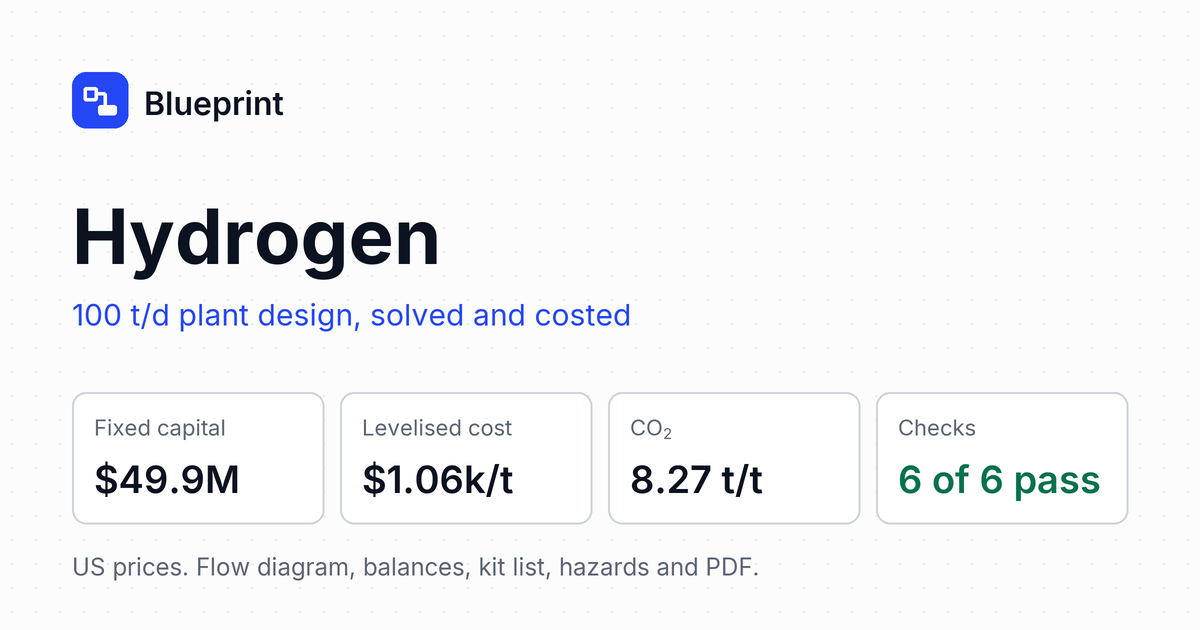 Blueprint
Hydrogen
100 t/d plant design, solved and costed
Fixed capital
$49.9M
Levelised cost
$1.06k/t
CO₂
8.27 t/t
Checks
6 of 6 pass
US prices. Flow diagram, balances, kit list, hazards and PDF.